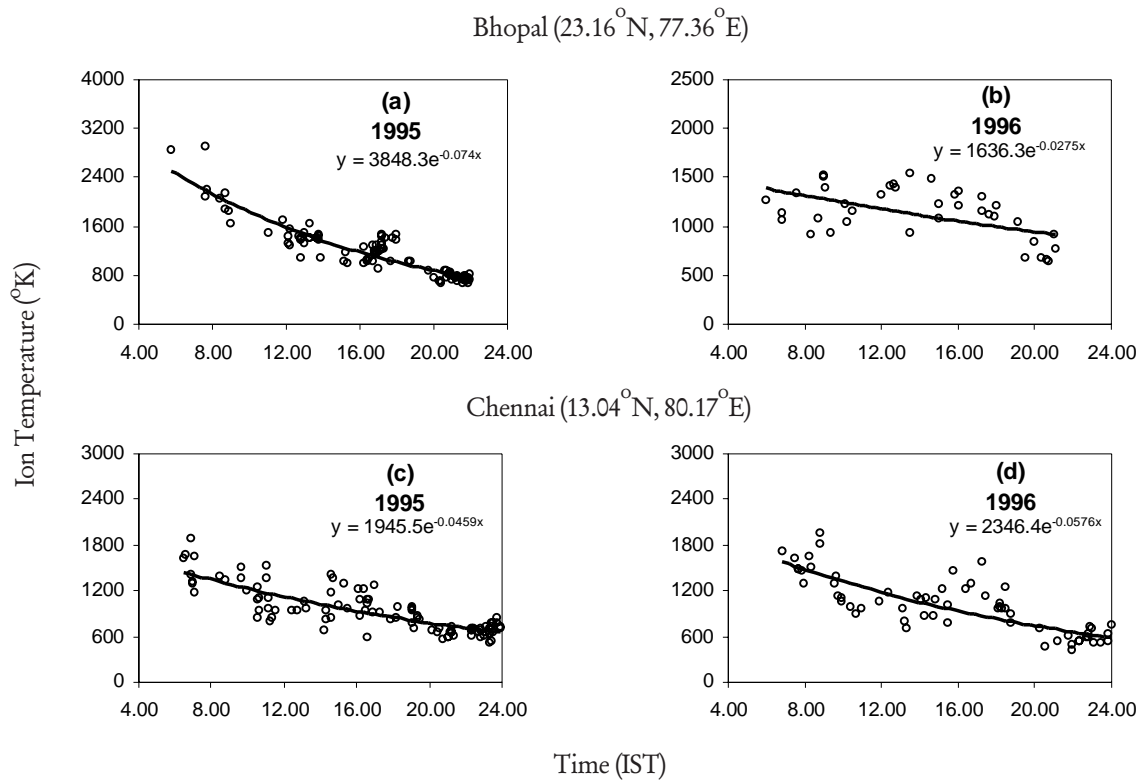 Bhopal (23.16°N, 77.36°E)
Ion Temperature (°K)
4000
3200
2400
1600
800
0
(a)
1995
y = 3848.3e^-0.074x
4.00 8.00 12.00 16.00 20.00 24.00
2500
2000
1500
1000
500
0
(b)
1996
y = 1636.3e^-0.0275x
4.00 8.00 12.00 16.00 20.00 24.00
Chennai (13.04°N, 80.17°E)
3000
2400
1800
1200
600
0
(c)
1995
y = 1945.5e^-0.0459x
4.00 8.00 12.00 16.00 20.00 24.00
3000
2400
1800
1200
600
0
(d)
1996
y = 2346.4e^-0.0576x
4.00 8.00 12.00 16.00 20.00 24.00
Time (IST)